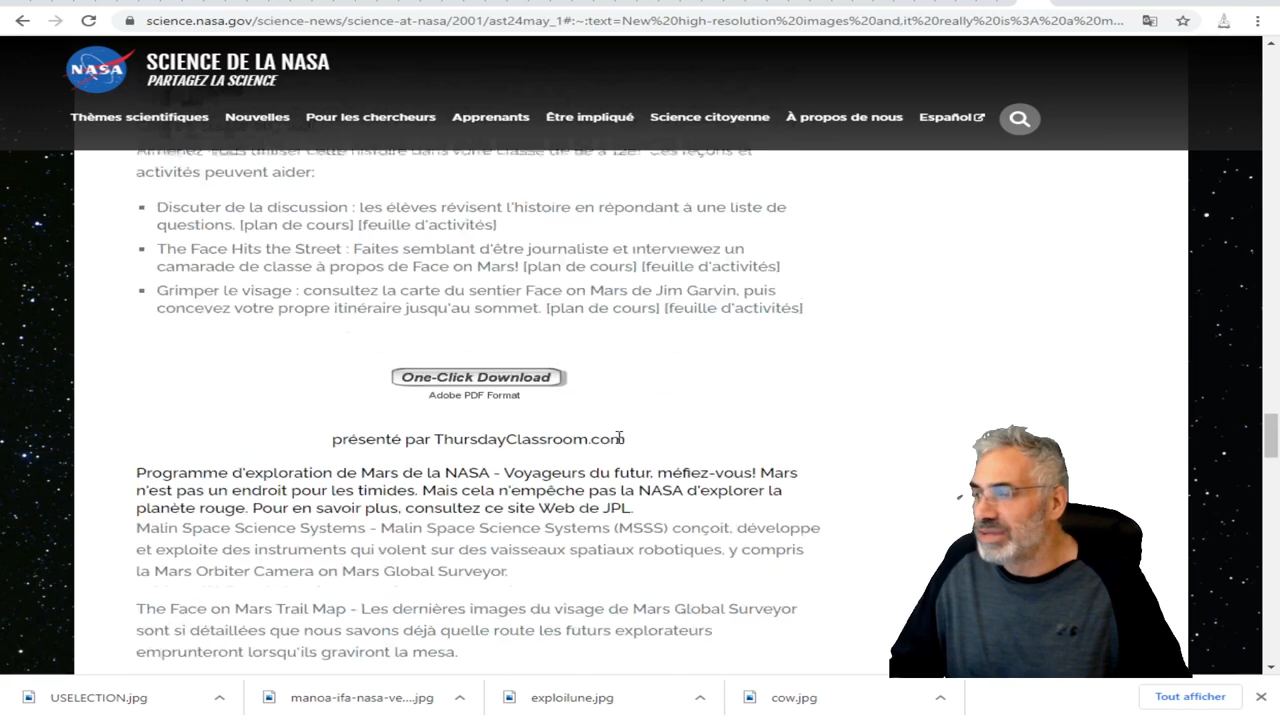 science.nasa.gov/science-news/science-at-nasa/2001/ast24may_1#:~:text=New%20high-resolution%20images%20and,it%20really%20is%3A%20a%20m...
NASA
SCIENCE DE LA NASA
PARTAGEZ LA SCIENCE
Thèmes scientifiques Nouvelles Pour les chercheurs Apprenants Être impliqué Science citoyenne À propos de nous Español
activités peuvent aider:
Discuter de la discussion : les élèves révisent l'histoire en répondant à une liste de
questions. [plan de cours] [feuille d'activités]
The Face Hits the Street : Faites semblant d'être journaliste et interviewez un
camarade de classe à propos de Face on Mars! [plan de cours] [feuille d'activités]
Grimper le visage : consultez la carte du sentier Face on Mars de Jim Garvin, puis
concevez votre propre itinéraire jusqu'au sommet. [plan de cours] [feuille d'activités]
One-Click Download
Adobe PDF Format
présenté par ThursdayClassroom.com
Programme d'exploration de Mars de la NASA - Voyageurs du futur, méfiez-vous! Mars
n'est pas un endroit pour les timides. Mais cela n'empêche pas la NASA d'explorer la
planète rouge. Pour en savoir plus, consultez ce site Web de JPL.
Malin Space Science Systems - Malin Space Science Systems (MSSS) conçoit, développe
et exploite des instruments qui volent sur des vaisseaux spatiaux robotiques, y compris
la Mars Orbiter Camera on Mars Global Surveyor.
The Face on Mars Trail Map - Les dernières images du visage de Mars Global Surveyor
sont si détaillées que nous savons déjà quelle route les futurs explorateurs
emprunteront lorsqu'ils graviront la mesa.
USELECTION.jpg manoa-ifa-nasa-ve....jpg exploilune.jpg cow.jpg Tout afficher